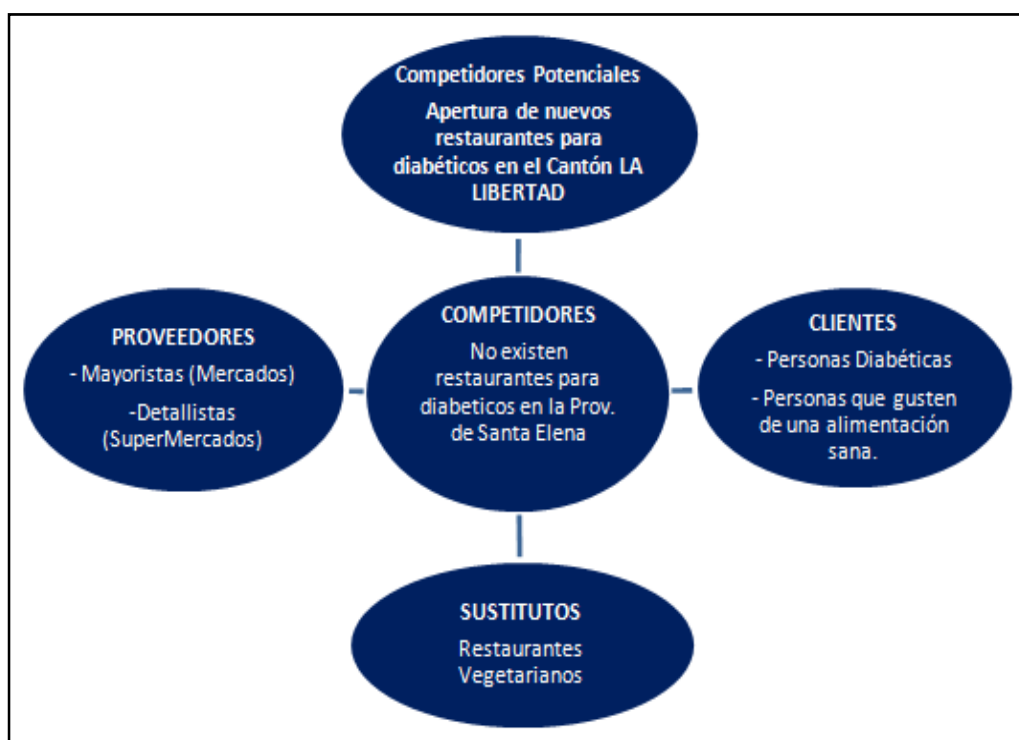 Competidores Potenciales
Apertura de nuevos
restaurantes para
diabéticos en el Cantón LA
LIBERTAD
PROVEEDORES
- Mayoristas (Mercados)
-Detallistas
(SuperMercados)
COMPETIDORES
No existen
restaurantes para
diabeticos en la Prov.
de Santa Elena
CLIENTES
- Personas Diabéticas
- Personas que gusten
de una alimentación
sana.
SUSTITUTOS
Restaurantes
Vegetarianos